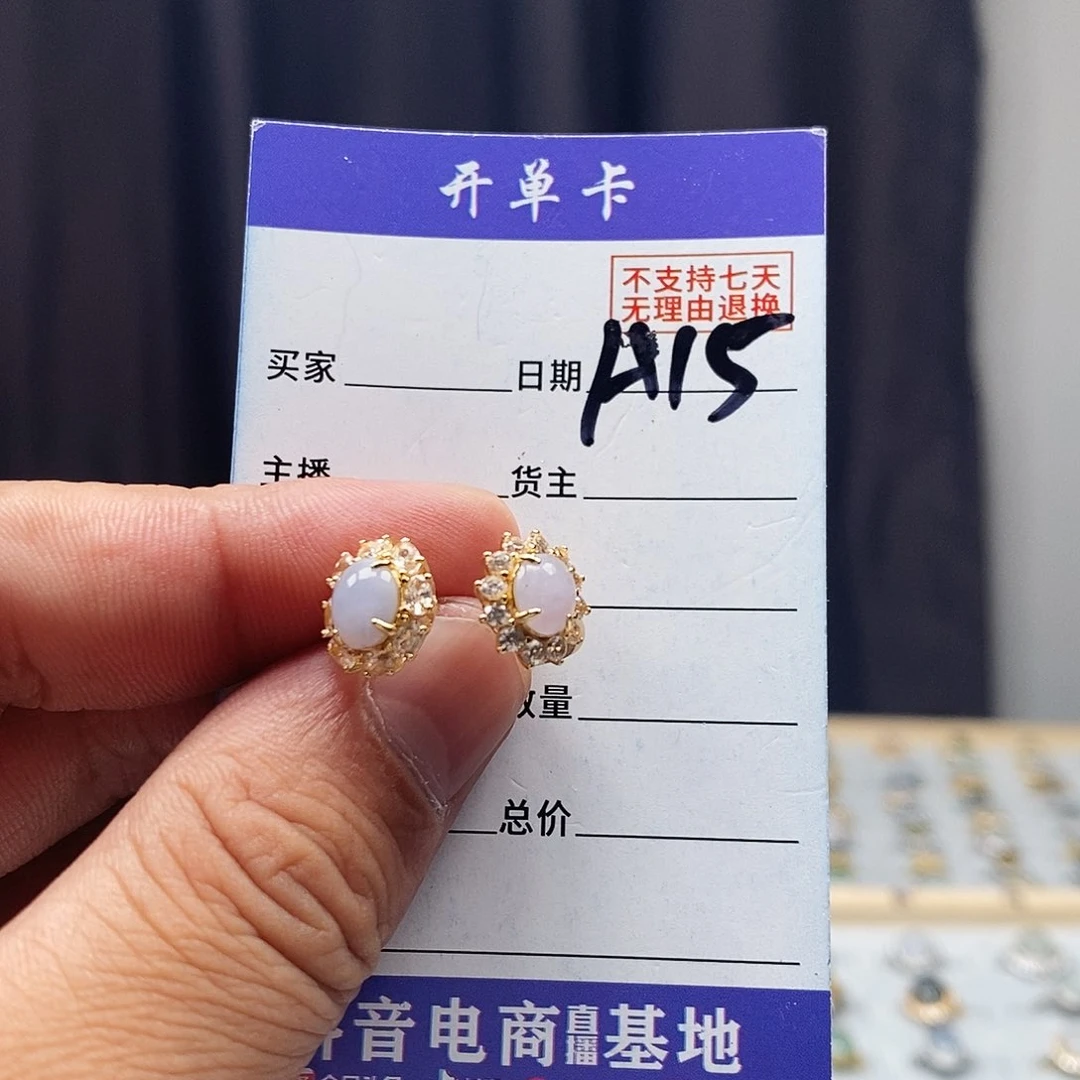 开单卡
不支持七天
无理由退换
买家 日期 A15
主播 货主
数量
总价
音电商直播基地